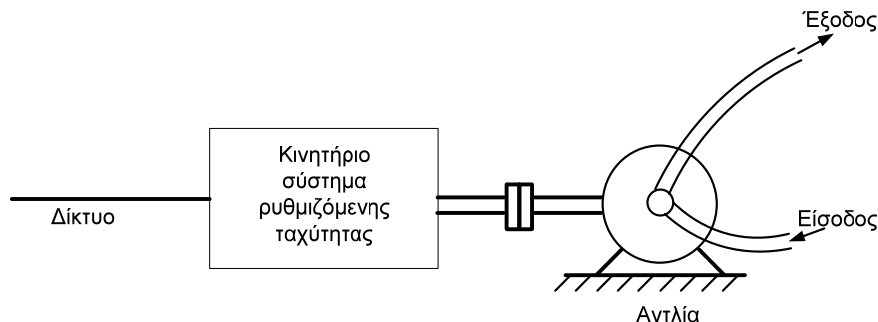 Έξοδος
Κινητήριο
σύστημα
ρυθμιζόμενης
ταχύτητας
Δίκτυο
Είσοδος
Αντλία